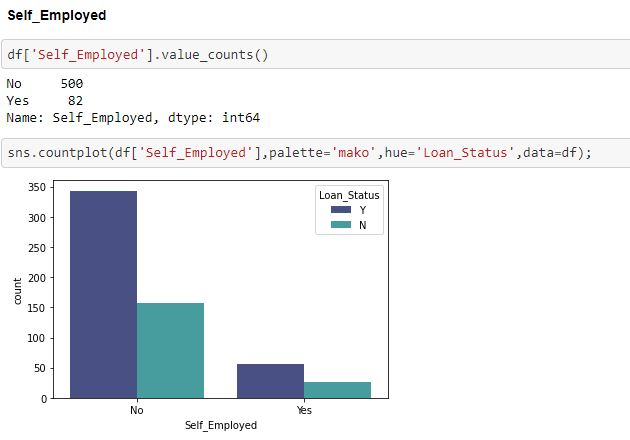 Self_Employed
df['Self_Employed'].value_counts()
No 500
Yes 82
Name: Self_Employed, dtype: int64
sns.countplot(df['Self_Employed'],palette='mako',hue='Loan_Status',data=df);
350
300
250
200
150
100
50
0
count
Loan_Status
Y
N
No
Yes
Self_Employed